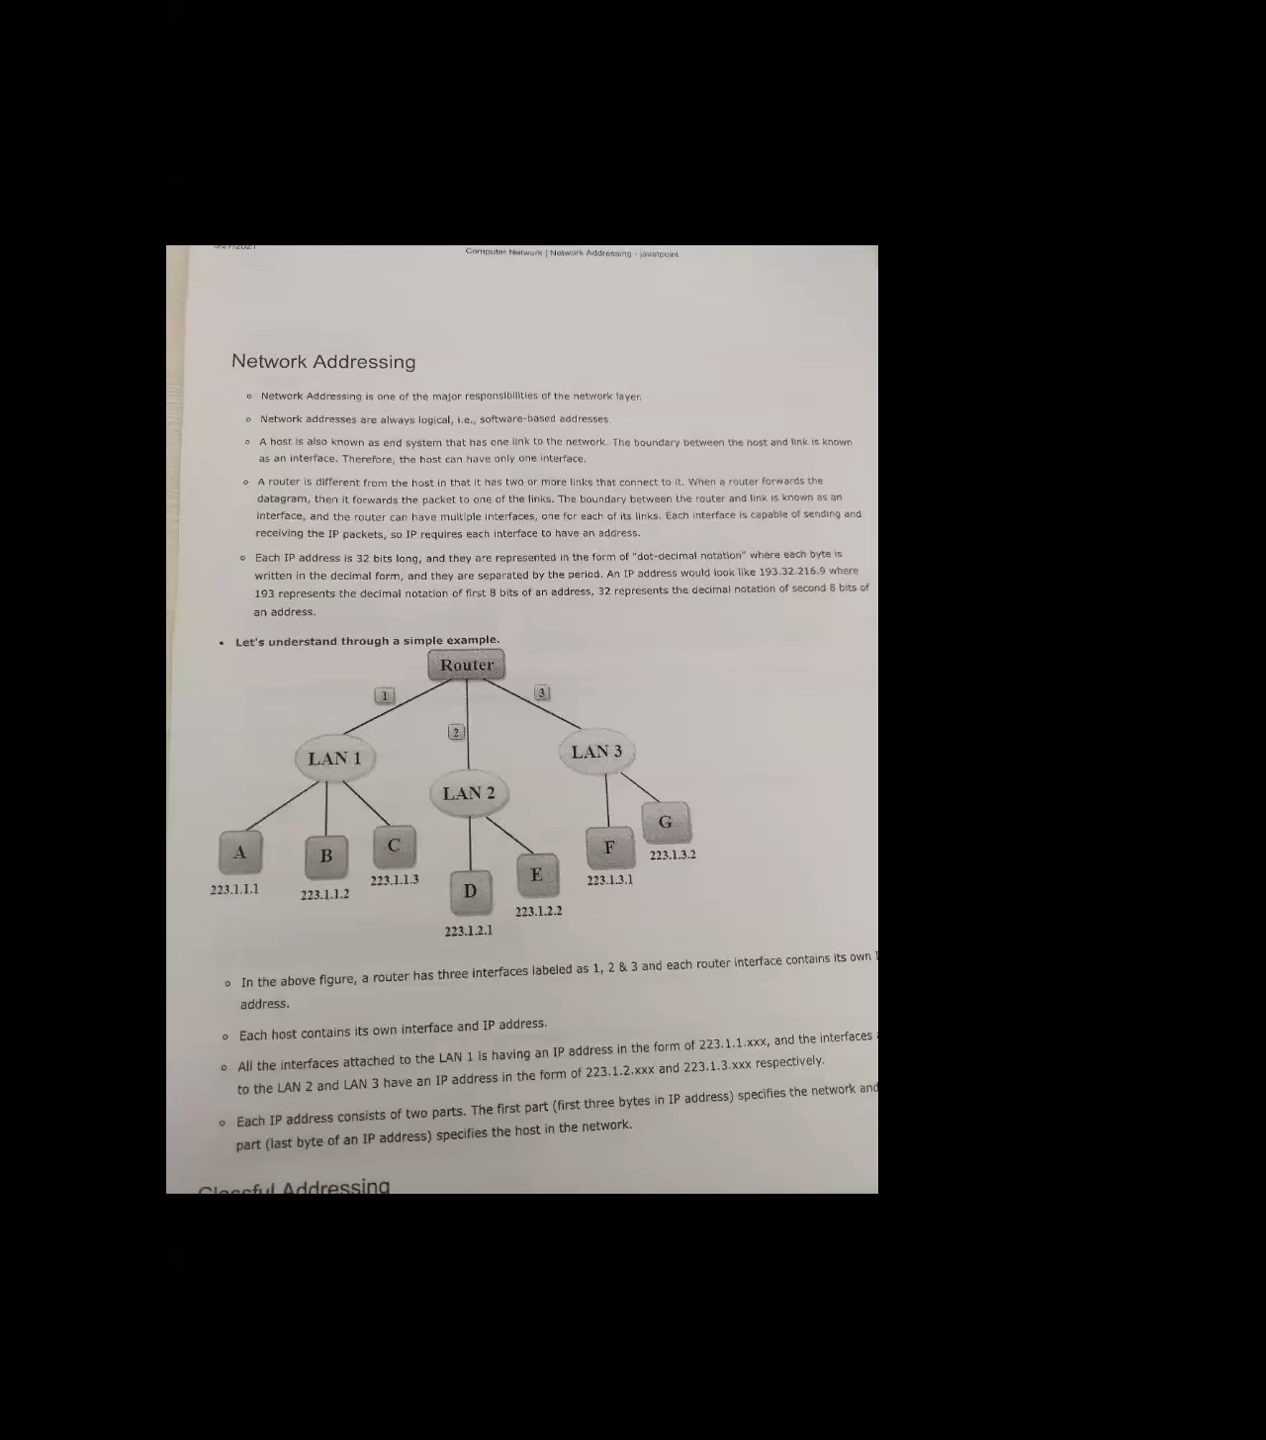 Computer Network | Network Addressing - javatpoint
Network Addressing
Network Addressing is one of the major responsibilities of the network layer.
Network addresses are always logical, i.e., software-based addresses
A host is also known as end system that has one link to the network. The boundary between the host and link is known
as an interface. Therefore, the host can have only one interface.
A router is different from the host in that it has two or more links that connect to it. When a router forwards the
datagram, then it forwards the packet to one of the links. The boundary between the router and link is known as an
interface, and the router can have multiple interfaces, one for each of its links. Each interface is capable of sending and
receiving the IP packets, so IP requires each interface to have an address.
Each IP address is 32 bits long, and they are represented in the form of "dot-decimal notation" where each byte is
written in the decimal form, and they are separated by the period. An IP address would look like 193.32.216.9 where
193 represents the decimal notation of first 8 bits of an address, 32 represents the decimal notation of second 8 bits of
an address.
Let's understand through a simple example.
Router
1
3
2
LAN 1
LAN 3
LAN 2
A
B
C
D
E
F
G
223.1.1.1
223.1.1.2
223.1.1.3
223.1.2.1
223.1.2.2
223.1.3.1
223.1.3.2
In the above figure, a router has three interfaces labeled as 1, 2 & 3 and each router interface contains its own
address.
Each host contains its own interface and IP address.
All the interfaces attached to the LAN 1 is having an IP address in the form of 223.1.1.xxx, and the interfaces
to the LAN 2 and LAN 3 have an IP address in the form of 223.1.2.xxx and 223.1.3.xxx respectively.
Each IP address consists of two parts. The first part (first three bytes in IP address) specifies the network and
part (last byte of an IP address) specifies the host in the network.
Classful Addressing